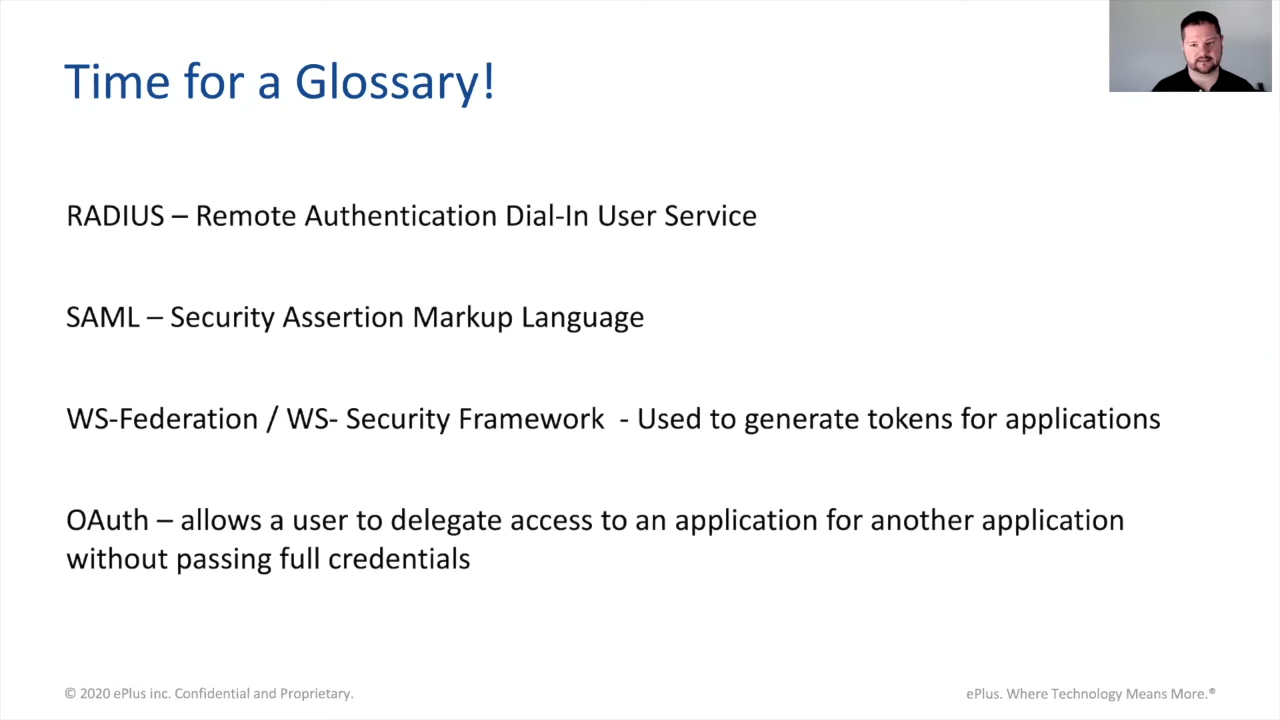 Time for a Glossary!
RADIUS – Remote Authentication Dial-In User Service
SAML – Security Assertion Markup Language
WS-Federation / WS- Security Framework  - Used to generate tokens for applications
OAuth – allows a user to delegate access to an application for another application
without passing full credentials
© 2020 ePlus inc. Confidential and Proprietary.
ePlus. Where Technology Means More.®